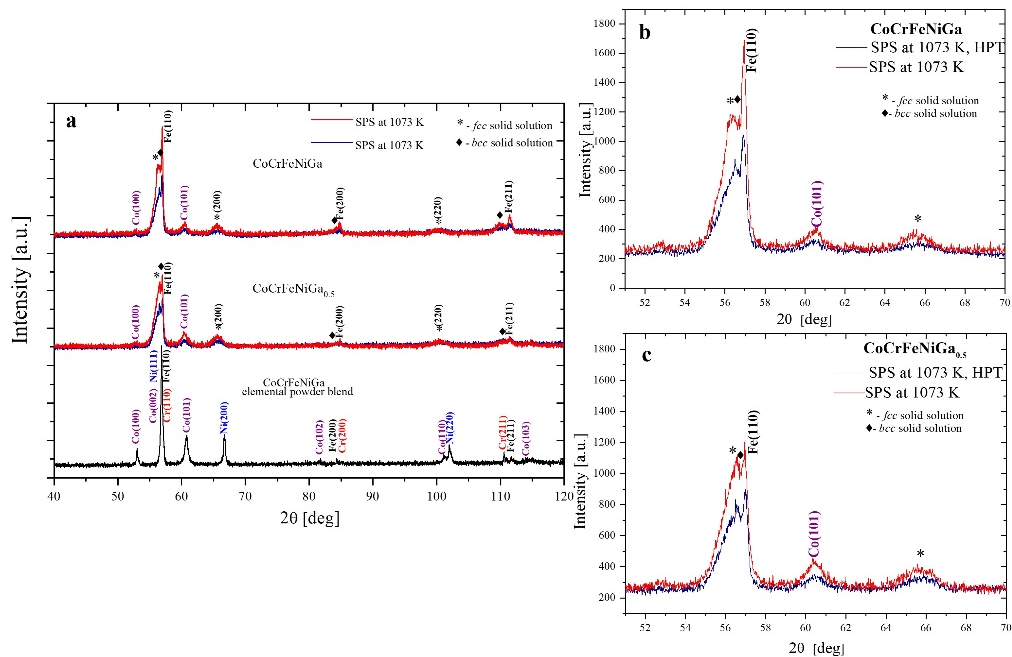 a
SPS at 1073 K
SPS at 1073 K
* - fcc solid solution
♦ - bcc solid solution
CoCrFeNiGa
Co(100)
*
♦
Fe(110)
Co(101)
*(200)
♦
Fe(200)
*(220)
♦
Fe(211)
CoCrFeNiGa0.5
Co(100)
*
♦
Fe(110)
Co(101)
*(200)
♦
Fe(200)
*(220)
♦
Fe(211)
CoCrFeNiGa
elemental powder blend
Co(100)
Co(002)
Ni(111)
Cr(110)
Fe(110)
Co(101)
Ni(200)
Co(102)
Fe(200)
Cr(200)
Co(110)
Ni(220)
Cr(211)
Fe(211)
Co(103)
Intensity [a.u.]
40 50 60 70 80 90 100 110 120
2θ [deg]
b
CoCrFeNiGa
SPS at 1073 K, HPT
SPS at 1073 K
* - fcc solid solution
♦- bcc solid solution
*
♦
Fe(110)
Co(101)
*
Intensity [a.u.]
1800
1600
1400
1200
1000
800
600
400
200
0
52 54 56 58 60 62 64 66 68 70
2θ [deg]
c
CoCrFeNiGa0.5
SPS at 1073 K, HPT
SPS at 1073 K
* - fcc solid solution
♦- bcc solid solution
*
♦
Fe(110)
Co(101)
*
Intensity [a.u.]
1800
1600
1400
1200
1000
800
600
400
200
52 54 56 58 60 62 64 66 68 70
2θ [deg]